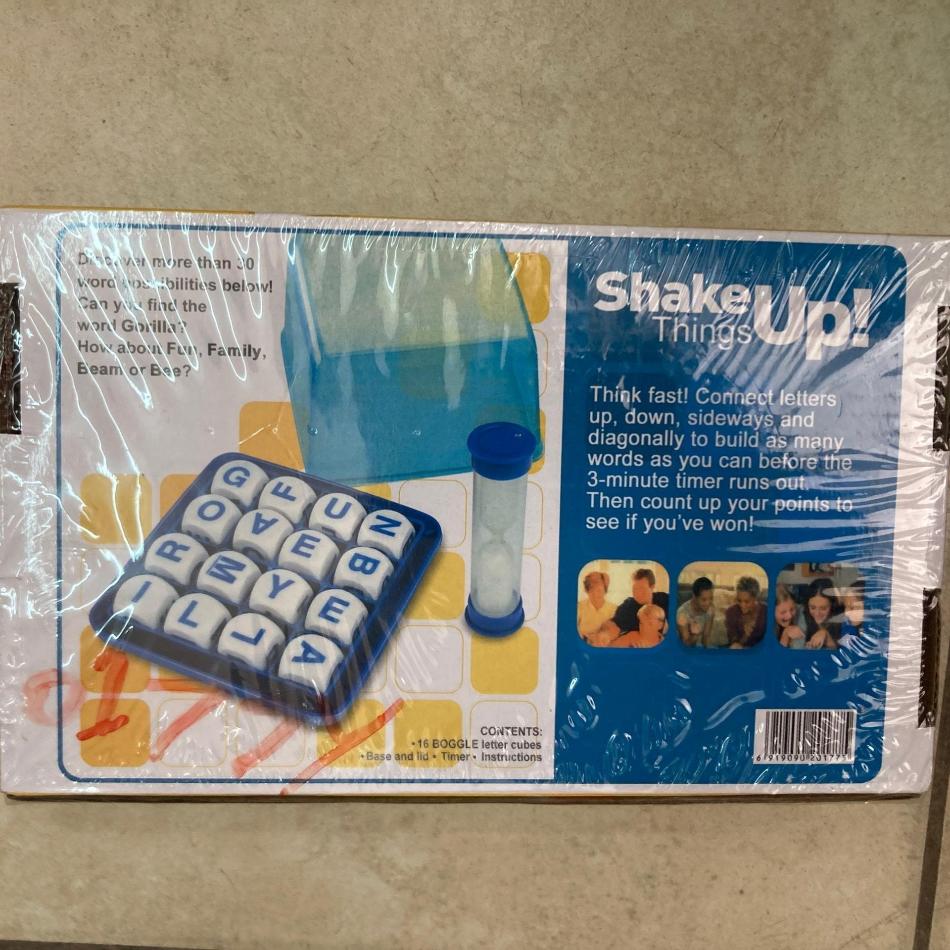 Discover more than 30
word possibilities below!
Can you find the
word Gorilla?
How about Fun, Family,
Beam or Bee?
Shake
Things Up!
Think fast! Connect letters
up, down, sideways and
diagonally to build as many
words as you can before the
3-minute timer runs out.
Then count up your points to
see if you've won!
G F U N
O A E B
R M Y E
I L L A
CONTENTS:
• 16 BOGGLE letter cubes
• Base and lid • Timer • Instructions